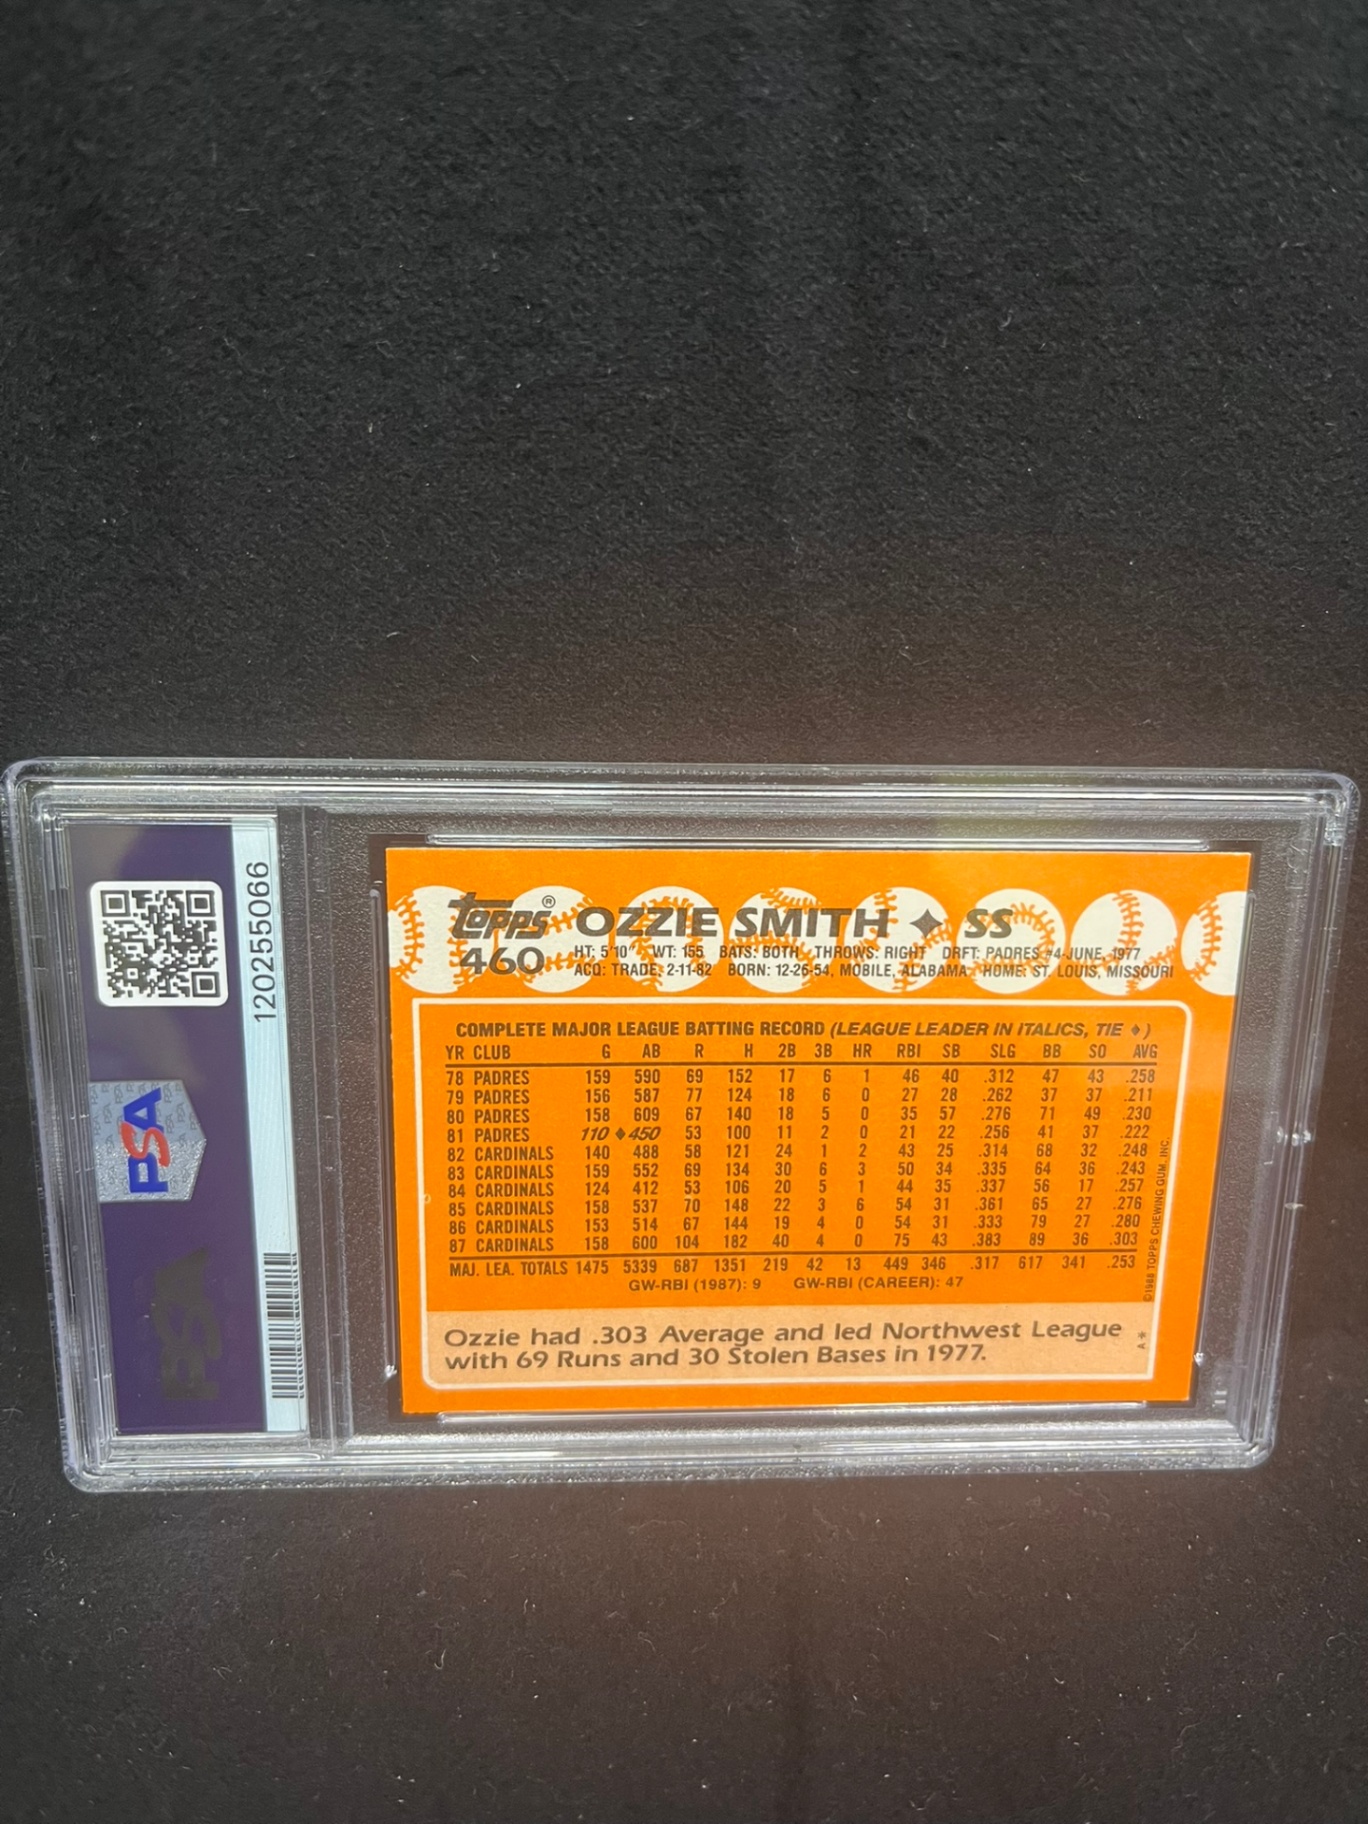 120255066
PSA
PSA
topps® OZZIE SMITH ♦ SS
460 HT: 5'10" WT: 155 BATS: BOTH THROWS: RIGHT DRFT: PADRES #4-JUNE, 1977
ACQ: TRADE, 2-11-82 BORN: 12-26-54, MOBILE, ALABAMA HOME: ST. LOUIS, MISSOURI
COMPLETE MAJOR LEAGUE BATTING RECORD (LEAGUE LEADER IN ITALICS, TIE ♦)
YR CLUB G AB R H 2B 3B HR RBI SB SLG BB SO AVG
78 PADRES 159 590 69 152 17 6 1 46 40 .312 47 43 .258
79 PADRES 156 587 77 124 18 6 0 27 28 .262 37 37 .211
80 PADRES 158 609 67 140 18 5 0 35 57 .276 71 49 .230
81 PADRES 110 ♦450 53 100 11 2 0 21 22 .256 41 37 .222
82 CARDINALS 140 488 58 121 24 1 2 43 25 .314 68 32 .248
83 CARDINALS 159 552 69 134 30 6 3 50 34 .335 64 36 .243
84 CARDINALS 124 412 53 106 20 5 1 44 35 .337 56 17 .257
85 CARDINALS 158 537 70 148 22 3 6 54 31 .361 65 27 .276
86 CARDINALS 153 514 67 144 19 4 0 54 31 .333 79 27 .280
87 CARDINALS 158 600 104 182 40 4 0 75 43 .383 89 36 .303
MAJ. LEA. TOTALS 1475 5339 687 1351 219 42 13 449 346 .317 617 341 .253
GW-RBI (1987): 9 GW-RBI (CAREER): 47
Ozzie had .303 Average and led Northwest League
with 69 Runs and 30 Stolen Bases in 1977.
A*
©1988 TOPPS CHEWING GUM, INC.